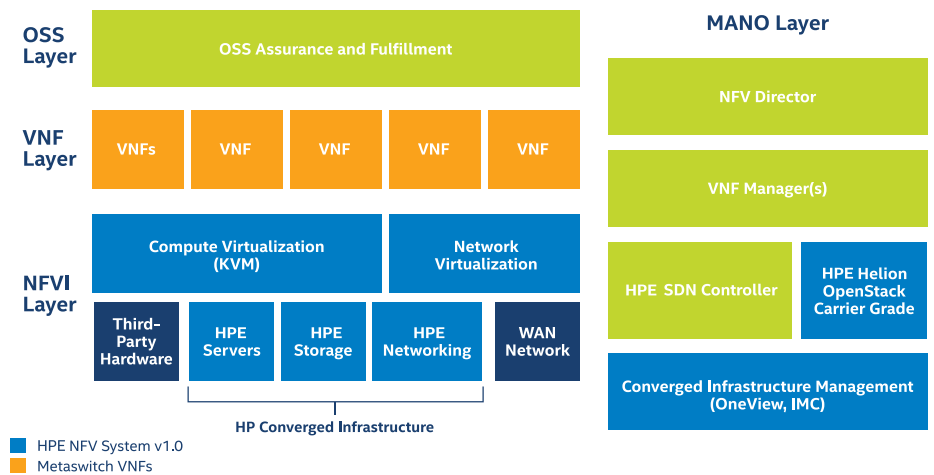 OSS
Layer
OSS Assurance and Fulfillment
VNF
Layer
VNFs
VNF
VNF
VNF
VNF
NFVI
Layer
Compute Virtualization
(KVM)
Network
Virtualization
Third-
Party
Hardware
HPE
Servers
HPE
Storage
HPE
Networking
WAN
Network
HP Converged Infrastructure
HPE NFV System v1.0
Metaswitch VNFs
MANO Layer
NFV Director
VNF Manager(s)
HPE SDN Controller
HPE Helion
OpenStack
Carrier Grade
Converged Infrastructure Management
(OneView, IMC)